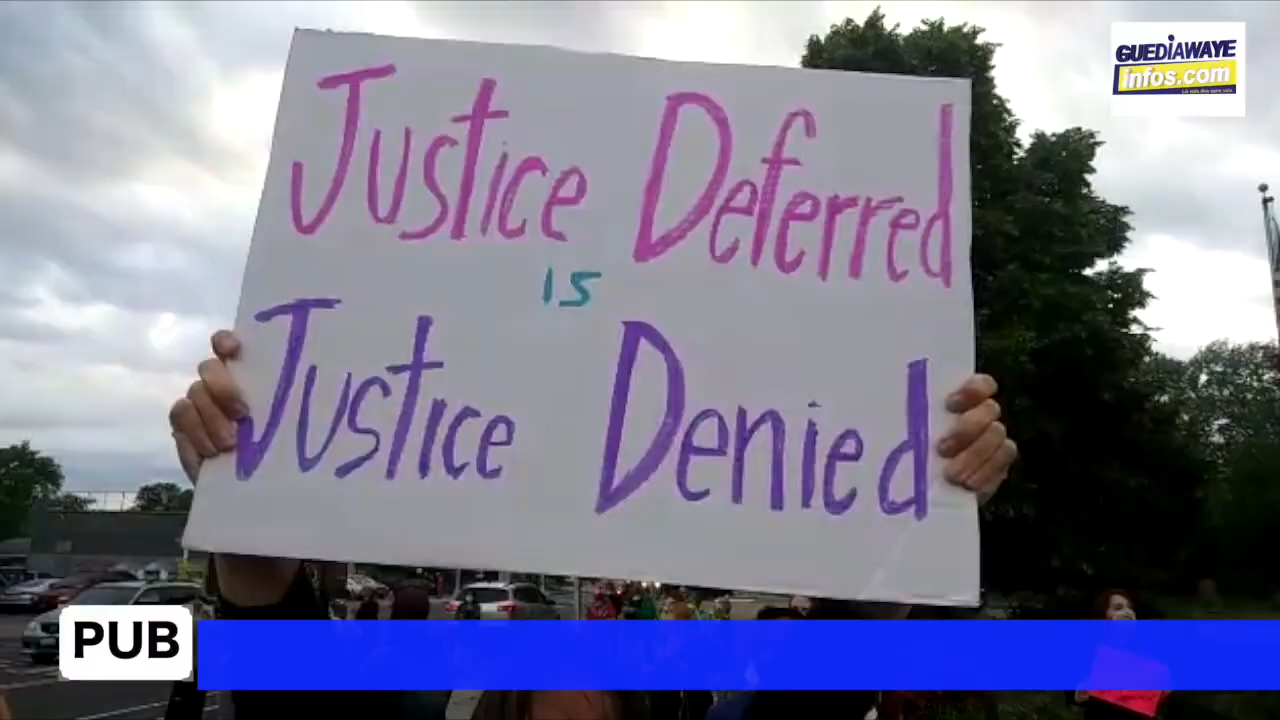 GUEDIAWAYE
infos.com
Justice Deferred
is
Justice Denied
PUB